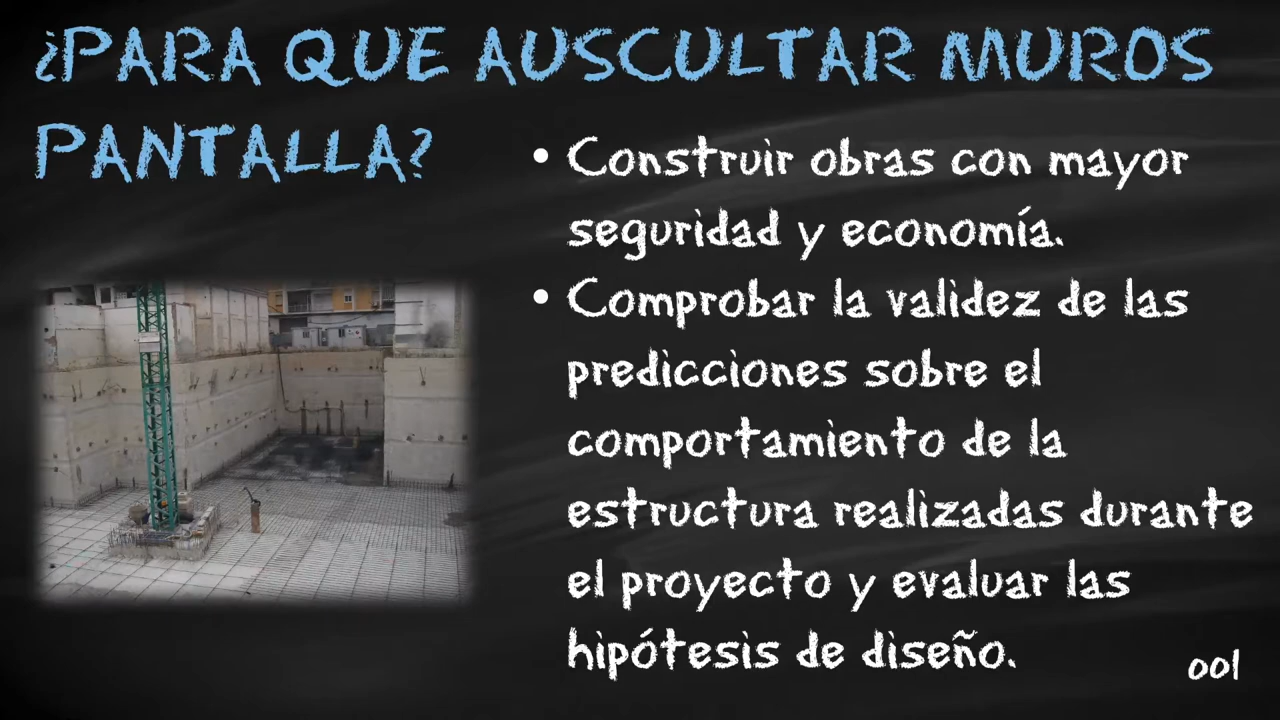 ¿PARA QUE AUSCULTAR MUROS
PANTALLA?
• Construir obras con mayor
seguridad y economía.
• Comprobar la validez de las
predicciones sobre el
comportamiento de la
estructura realizadas durante
el proyecto y evaluar las
hipótesis de diseño.
001